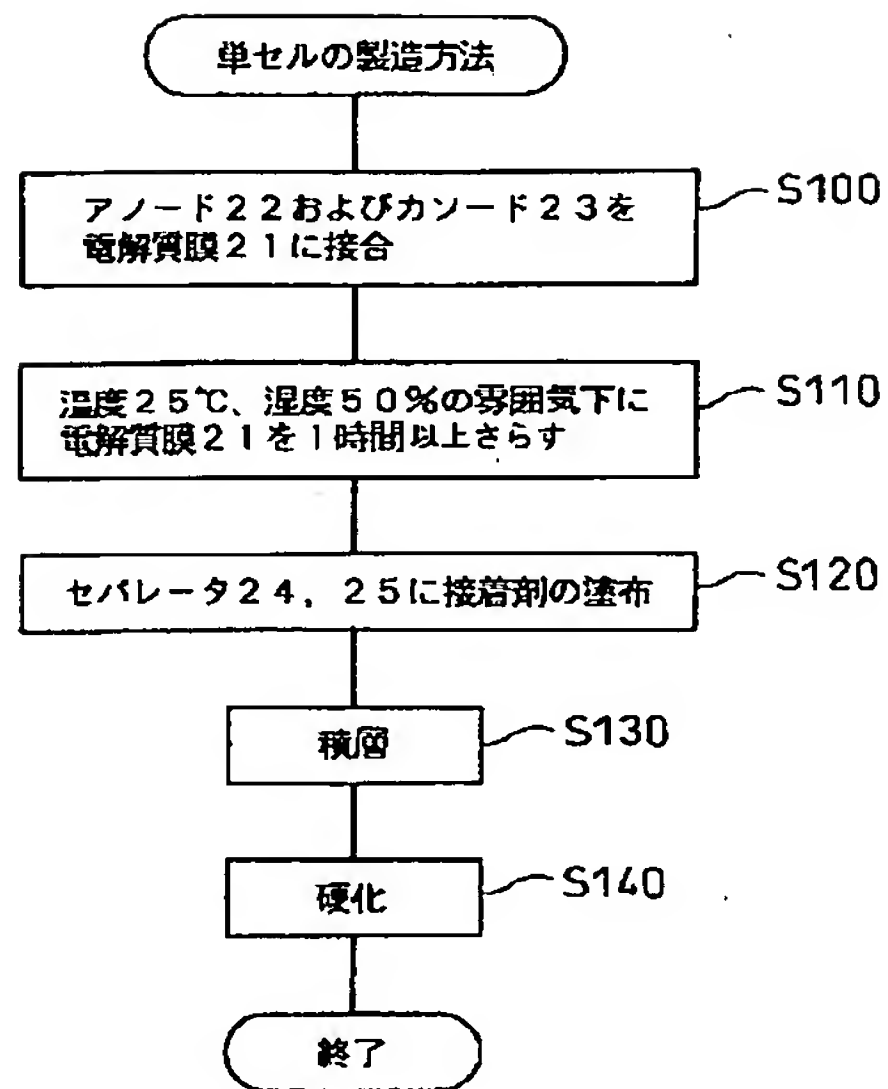 単セルの製造方法
アノード22およびカソード23を
電解質膜21に接合
S100
温度25℃、湿度50%の雰囲気下に
電解質膜21を1時間以上さらす
S110
セパレータ24,25に接着剤の塗布
S120
積層
S130
硬化
S140
終了